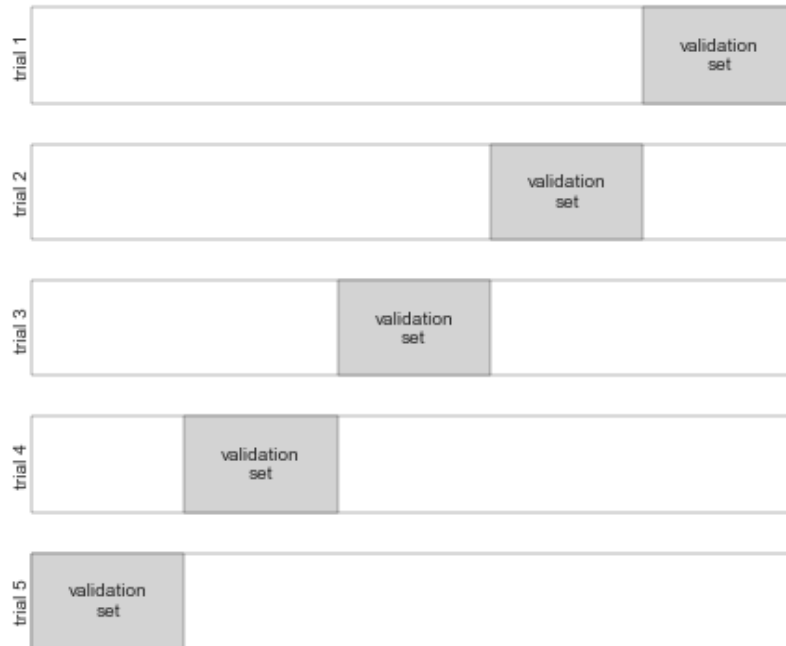 trial 1
validation
set
trial 2
validation
set
trial 3
validation
set
trial 4
validation
set
trial 5
validation
set